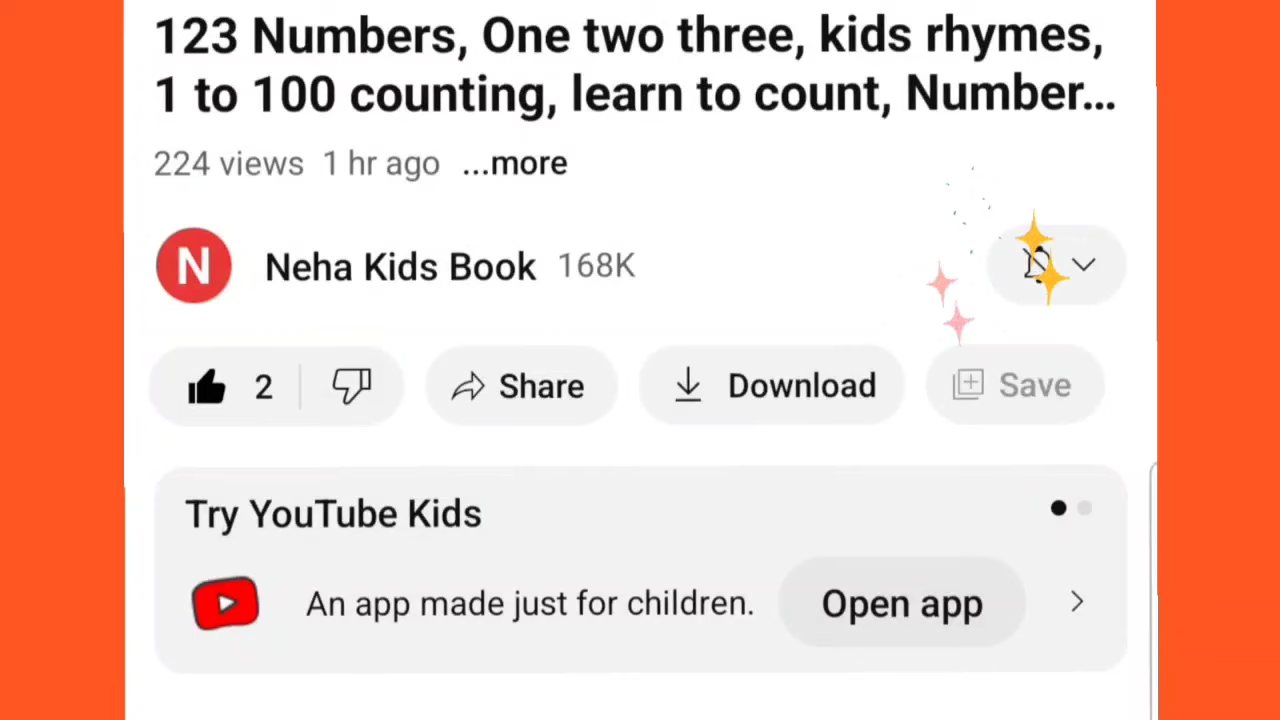 123 Numbers, One two three, kids rhymes,
1 to 100 counting, learn to count, Number...
224 views 1 hr ago ...more
N Neha Kids Book 168K
2 Share Download Save
Try YouTube Kids
An app made just for children. Open app